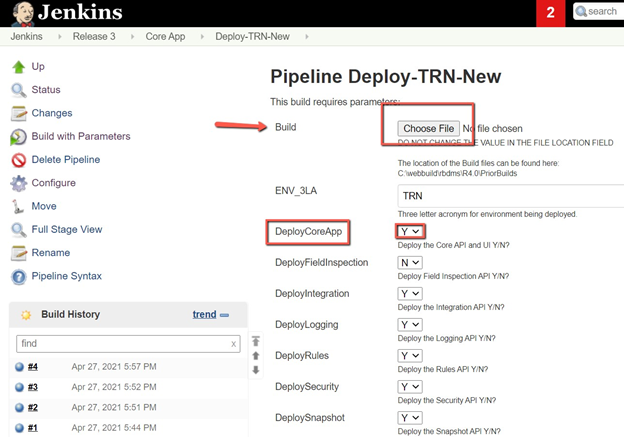 Jenkins
2
search
Jenkins
Release 3
Core App
Deploy-TRN-New
Up
Status
Changes
Build with Parameters
Delete Pipeline
Configure
Move
Full Stage View
Rename
Pipeline Syntax
Build History
trend
find
x
#4 Apr 27, 2021 5:57 PM
#3 Apr 27, 2021 5:52 PM
#2 Apr 27, 2021 5:51 PM
#1 Apr 27, 2021 5:44 PM
Pipeline Deploy-TRN-New
This build requires parameters:
Build
Choose File No file chosen
DO NOT CHANGE THE VALUE IN THE FILE LOCATION FIELD
The location of the Build files can be found here:
C:\webbuild\rbdms\R4.0\PriorBuilds
ENV_3LA
TRN
Three letter acronym for environment being deployed.
DeployCoreApp
Y
Deploy the Core API and UI Y/N?
DeployFieldInspection
N
Deploy Field Inspection API Y/N?
DeployIntegration
Y
Deploy the Integration API Y/N?
DeployLogging
Y
Deploy the Logging API Y/N?
DeployRules
Y
Deploy the Rules API Y/N?
DeploySecurity
Y
Deploy the Security API Y/N?
DeploySnapshot
Y
Deploy the Snapshot API Y/N?